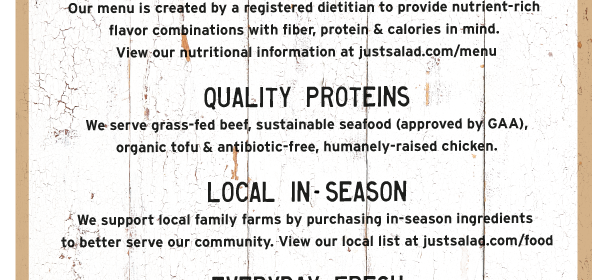 Our menu is created by a registered dietitian to provide nutrient-rich
flavor combinations with fiber, protein & calories in mind.
View our nutritional information at justsalad.com/menu
QUALITY PROTEINS
We serve grass-fed beef, sustainable seafood (approved by GAA),
organic tofu & antibiotic-free, humanely-raised chicken.
LOCAL IN-SEASON
We support local family farms by purchasing in-season ingredients
to better serve our community. View our local list at justsalad.com/food
EVERYDAY FRESH